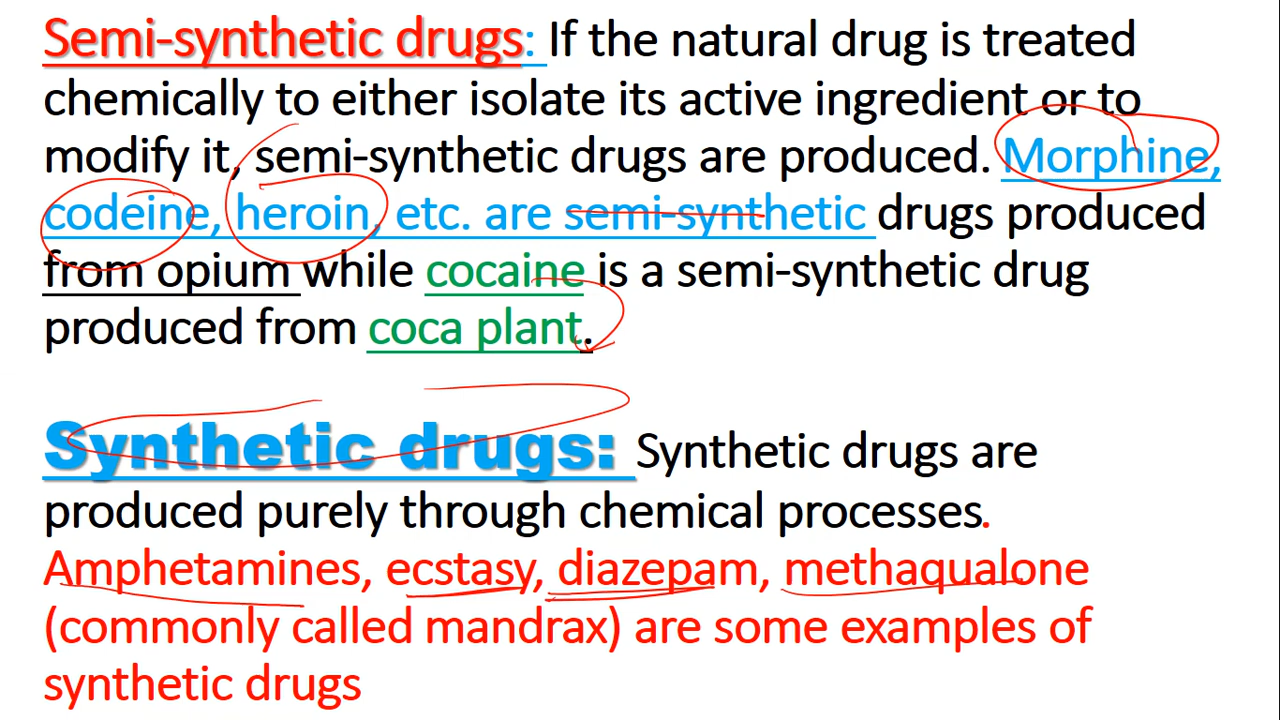 Semi-synthetic drugs: If the natural drug is treated
chemically to either isolate its active ingredient or to
modify it, semi-synthetic drugs are produced. Morphine,
codeine, heroin, etc. are semi-synthetic drugs produced
from opium while cocaine is a semi-synthetic drug
produced from coca plant.
Synthetic drugs: Synthetic drugs are
produced purely through chemical processes.
Amphetamines, ecstasy, diazepam, methaqualone
(commonly called mandrax) are some examples of
synthetic drugs